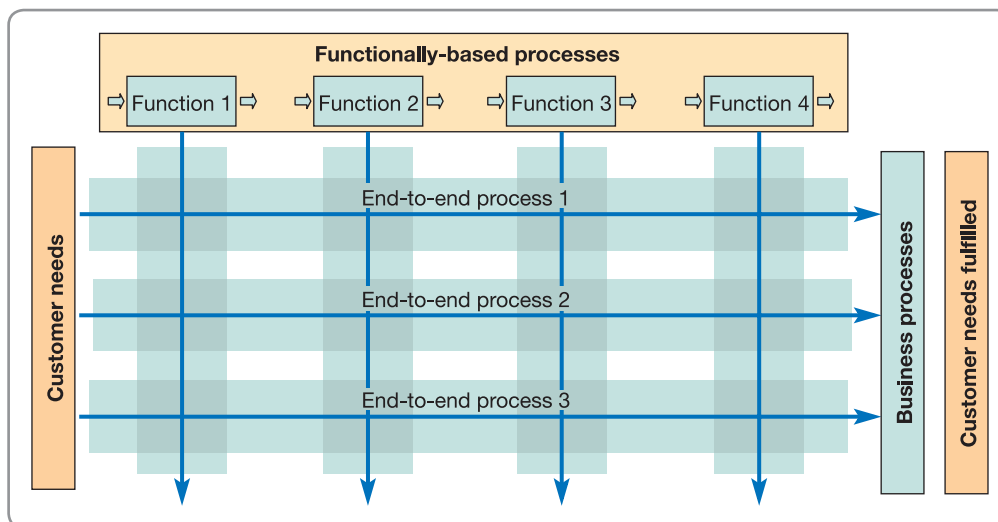 Functionally-based processes
Function 1
Function 2
Function 3
Function 4
Customer needs
End-to-end process 1
End-to-end process 2
End-to-end process 3
Business processes
Customer needs fulfilled